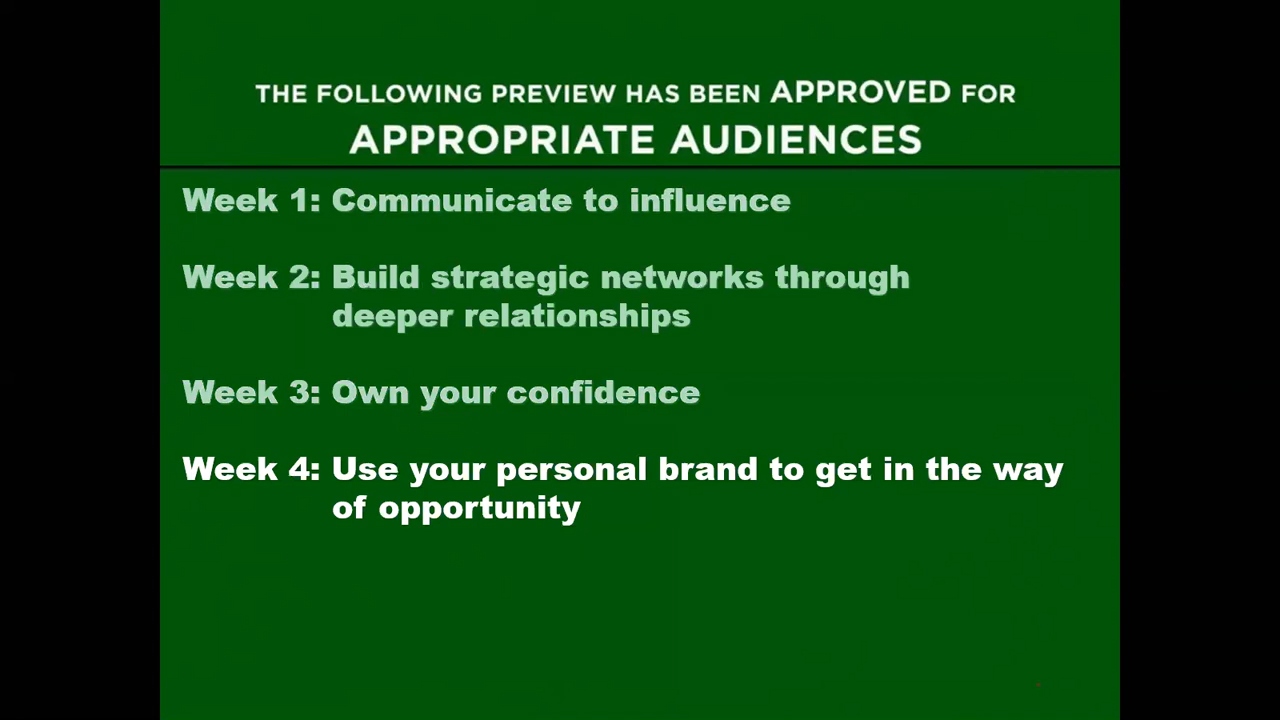 THE FOLLOWING PREVIEW HAS BEEN APPROVED FOR
APPROPRIATE AUDIENCES
Week 1: Communicate to influence
Week 2: Build strategic networks through
deeper relationships
Week 3: Own your confidence
Week 4: Use your personal brand to get in the way
of opportunity